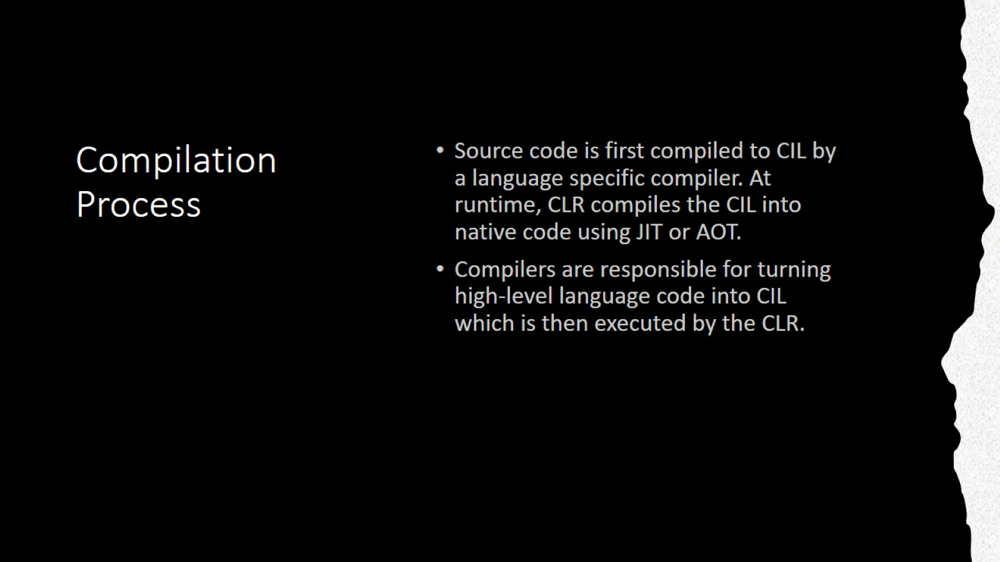 Compilation
Process
• Source code is first compiled to CIL by
a language specific compiler. At
runtime, CLR compiles the CIL into
native code using JIT or AOT.
• Compilers are responsible for turning
high-level language code into CIL
which is then executed by the CLR.